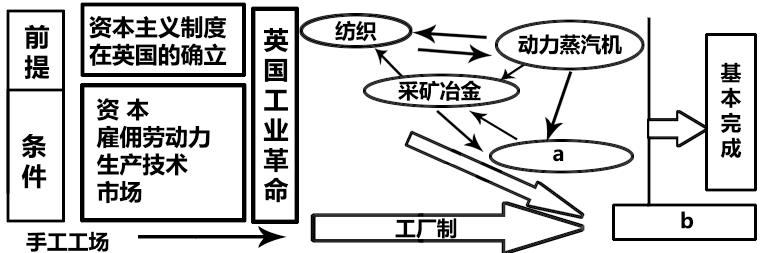 前提
资本主义制度
在英国的确立
条件
资 本
雇佣劳动力
生产技术
市场
手工工场
英国工业革命
纺织
动力蒸汽机
采矿冶金
a
工厂制
b
基本完成